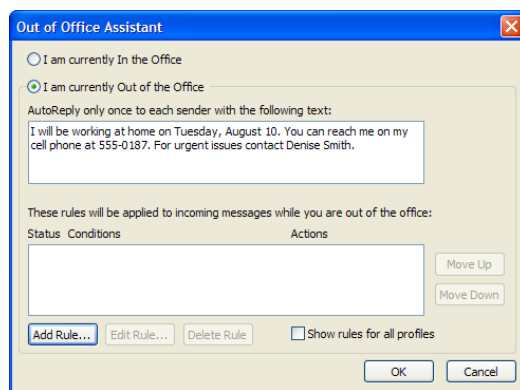 Out of Office Assistant
I am currently In the Office
I am currently Out of the Office
AutoReply only once to each sender with the following text:
I will be working at home on Tuesday, August 10. You can reach me on my
cell phone at 555-0187. For urgent issues contact Denise Smith.
These rules will be applied to incoming messages while you are out of the office:
Status Conditions Actions
Move Up
Move Down
Add Rule... Edit Rule... Delete Rule Show rules for all profiles
OK Cancel